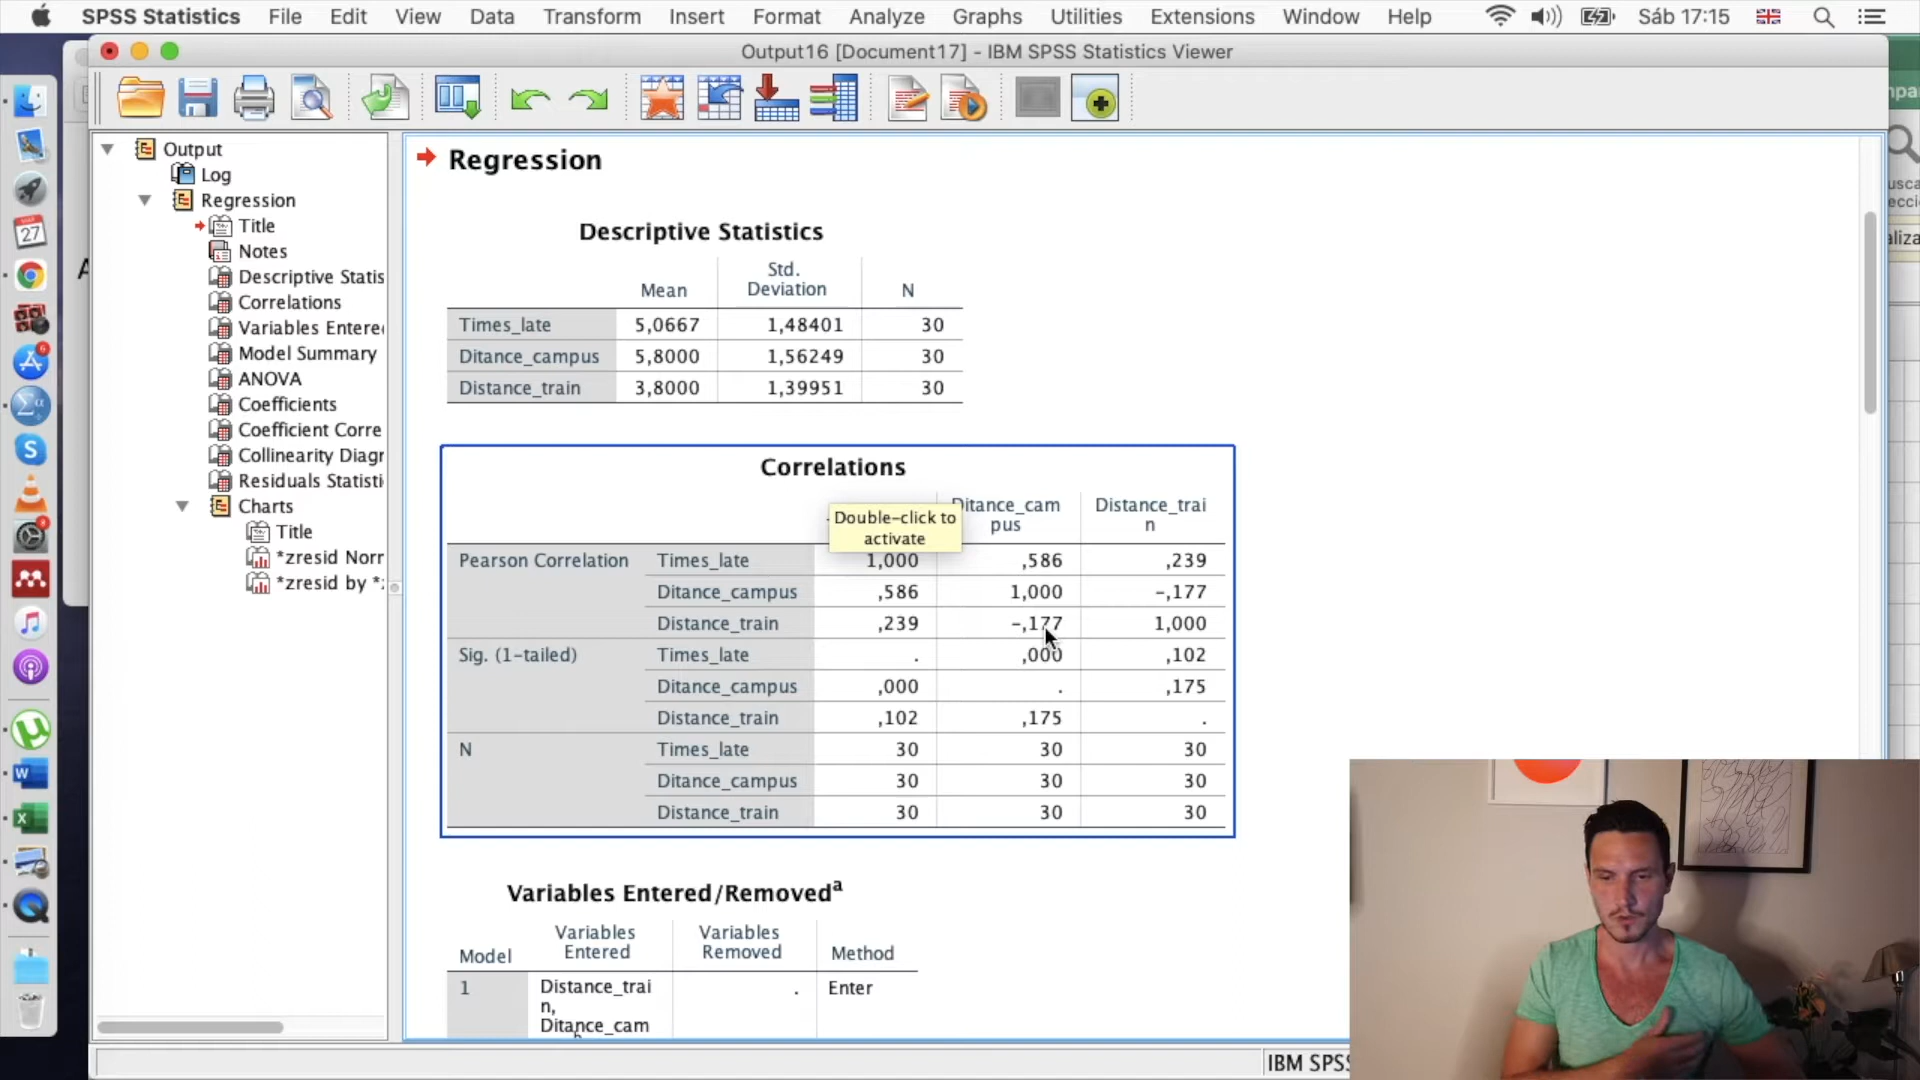 SPSS Statistics File Edit View Data Transform Insert Format Analyze Graphs Utilities Extensions Window Help Sáb 17:15
Output16 [Document17] - IBM SPSS Statistics Viewer
Output
Log
Regression
Title
Notes
Descriptive Statis
Correlations
Variables Entere
Model Summary
ANOVA
Coefficients
Coefficient Corre
Collinearity Diagr
Residuals Statisti
Charts
Title
*zresid Norr
*zresid by *
27
Regression
Descriptive Statistics
Mean Std. Deviation N
Times_late 5,0667 1,48401 30
Ditance_campus 5,8000 1,56249 30
Distance_train 3,8000 1,39951 30
Correlations
Ditance_cam Distance_trai
pus n
Double-click to
activate
Pearson Correlation Times_late 1,000 ,586 ,239
Ditance_campus ,586 1,000 -,177
Distance_train ,239 -,177 1,000
Sig. (1-tailed) Times_late . ,000 ,102
Ditance_campus ,000 . ,175
Distance_train ,102 ,175 .
N Times_late 30 30 30
Ditance_campus 30 30 30
Distance_train 30 30 30
Variables Entered/Removedª
Model Variables Entered Variables Removed Method
1 Distance_trai . Enter
n,
Ditance_cam
IBM SPSS